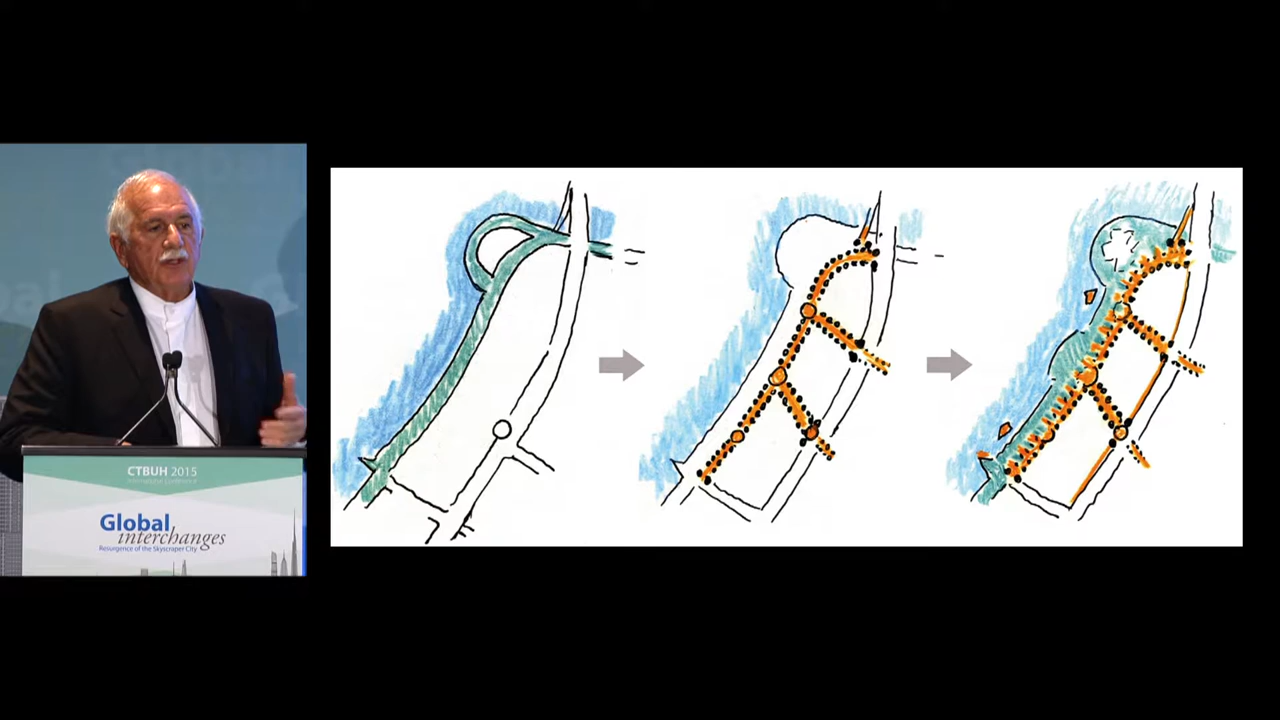 CTBUH 2015
International Conference
Global
interchanges
Resurgence of the Skyscraper City